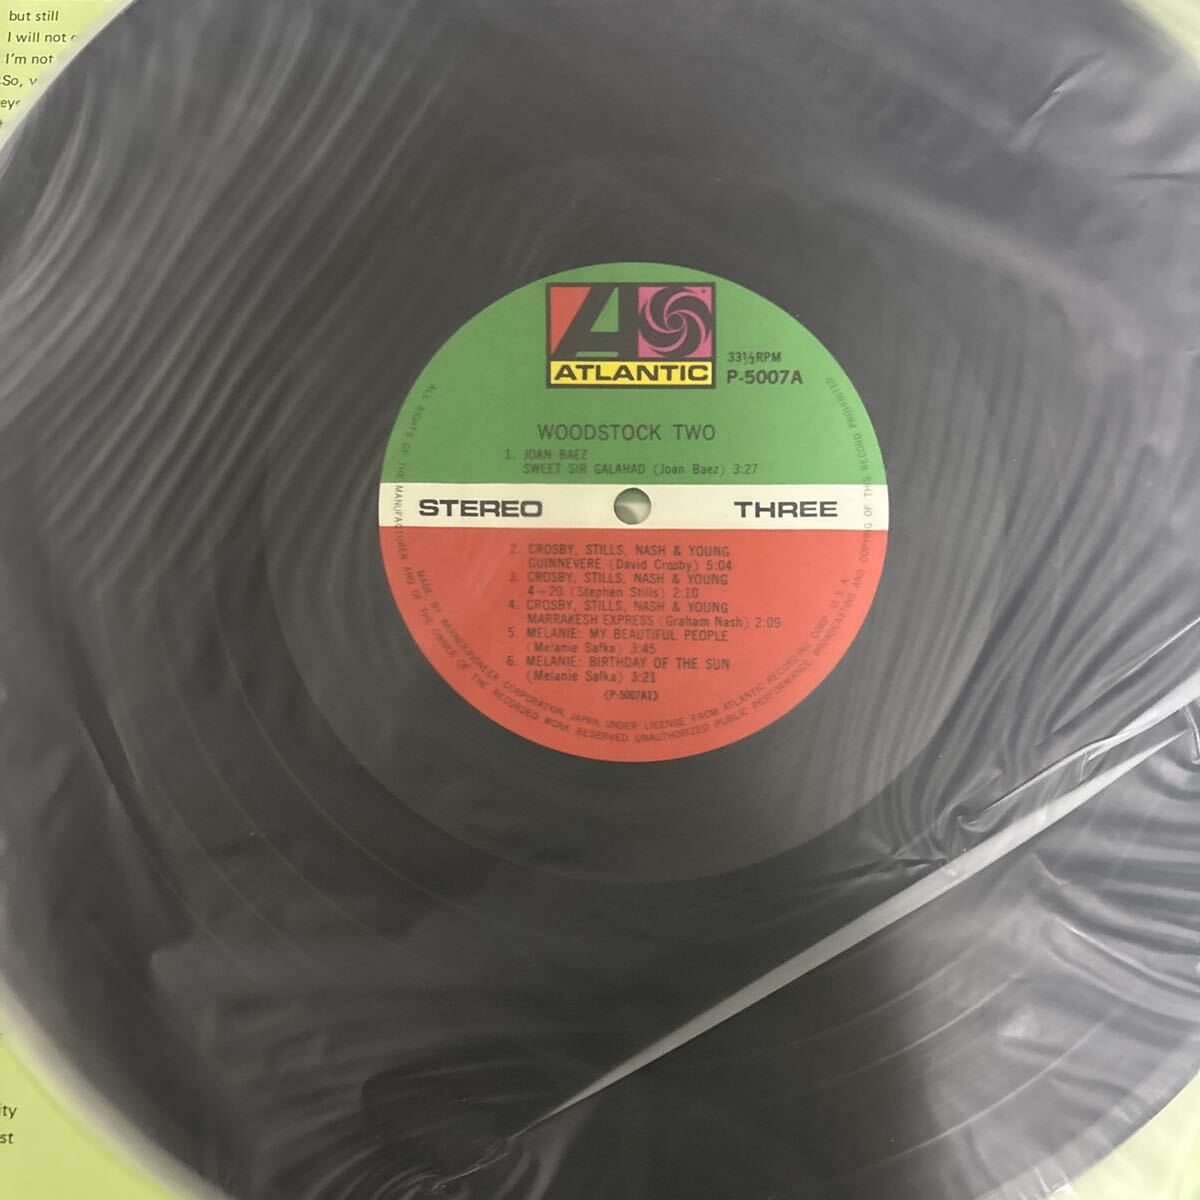 but still
I will not
I'm not
So,
ATLANTIC
33⅓RPM
P-5007A
WOODSTOCK TWO
1. JOAN BAEZ
SWEET SIR GALAHAD (Joan Baez) 3:27
STEREO
THREE
2. CROSBY, STILLS, NASH & YOUNG
GUINNEVERE (David Crosby) 5:04
3. CROSBY, STILLS, NASH & YOUNG
4+20 (Stephen Stills) 2:10
4. CROSBY, STILLS, NASH & YOUNG
MARRAKESH EXPRESS (Graham Nash) 2:09
5. MELANIE: MY BEAUTIFUL PEOPLE
(Melanie Safka) 3:45
6. MELANIE: BIRTHDAY OF THE SUN
(Melanie Safka) 3:21
(P-5007A1)
MADE BY WARNER-PIONEER CORPORATION, JAPAN, UNDER LICENSE FROM ATLANTIC RECORDING CORP. U.S.A.
ALL RIGHTS OF THE MANUFACTURER AND OF THE OWNER OF THE RECORDED WORK RESERVED. UNAUTHORIZED PUBLIC PERFORMANCE, BROADCASTING AND COPYING OF THIS RECORD PROHIBITED.